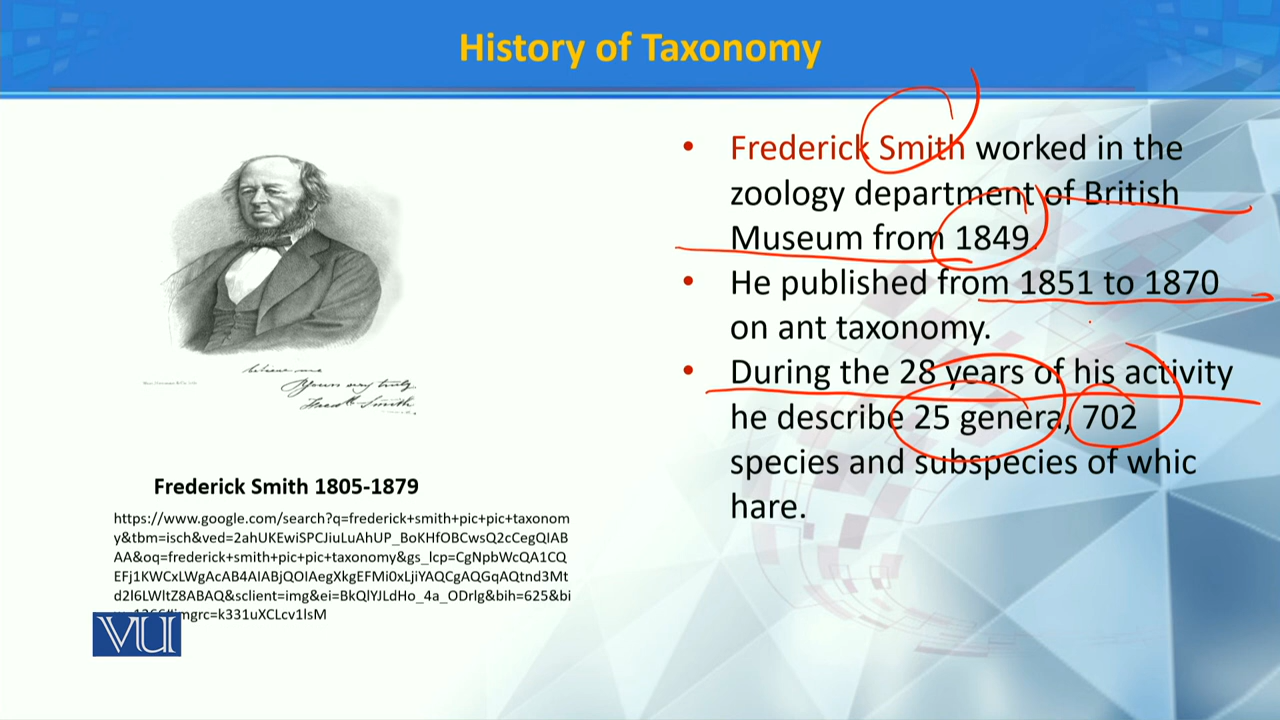 History of Taxonomy
• Frederick Smith worked in the
zoology department of British
Museum from 1849.
• He published from 1851 to 1870
on ant taxonomy.
• During the 28 years of his activity
he describe 25 genera, 702
species and subspecies of whic
hare.
believe me
Yours very truly
Fredk Smith
Frederick Smith 1805-1879
https://www.google.com/search?q=frederick+smith+pic+pic+taxonom
y&tbm=isch&ved=2ahUKEwiSPCJiuLuAhUP_BoKHfOBCwsQ2cCegQIAB
AA&oq=frederick+smith+pic+pic+taxonomy&gs_lcp=CgNpbWcQA1CQ
EFj1KWCxLWgAcAB4AIABjQOIAegXkgEFMi0xLjiYAQCgAQGqAQtnd3Mt
d2l6LWltZ8ABAQ&sclient=img&ei=BkQlYJLdHo_4a_ODrlg&bih=625&bi
mgrc=k331uXCLcv1lsM
VU